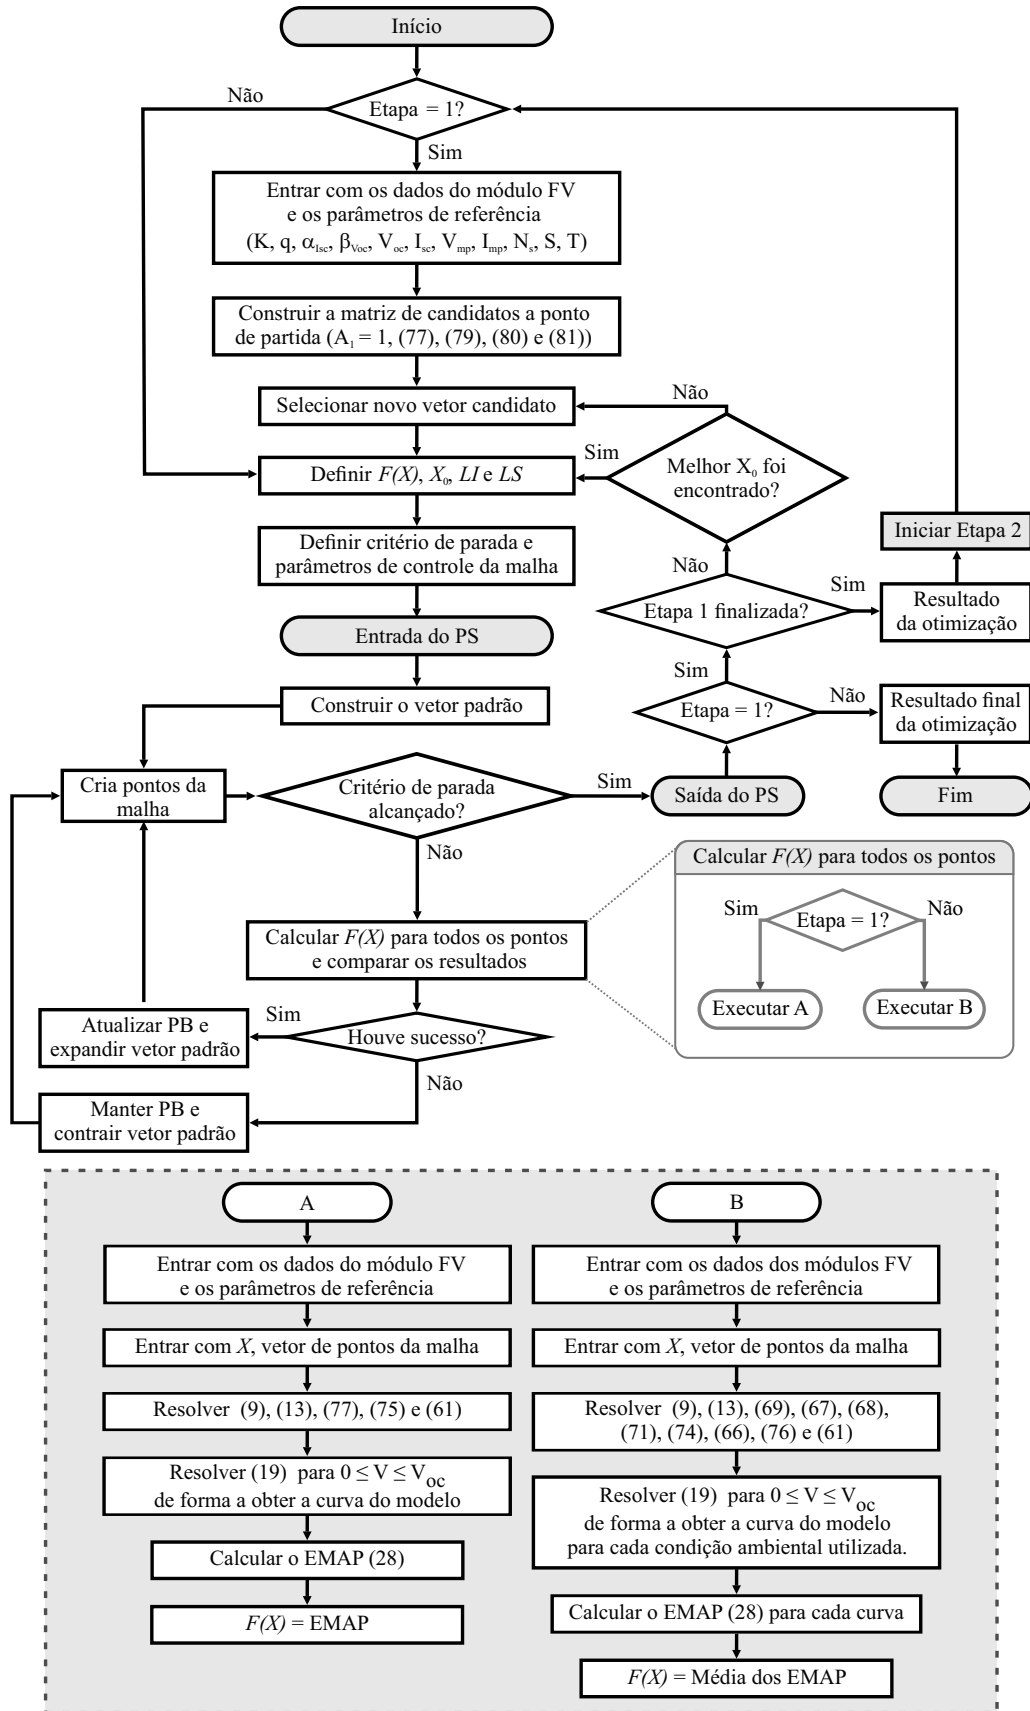 Início
Não
Etapa = 1?
Sim
Entrar com os dados do módulo FV
e os parâmetros de referência
(K, q, α_Isc, β_Voc, V_oc, I_sc, V_mp, I_mp, N_s, S, T)
Construir a matriz de candidatos a ponto
de partida (A₁ = 1, (77), (79), (80) e (81))
Selecionar novo vetor candidato
Não
Definir F(X), X₀, LI e LS
Sim
Melhor X₀ foi
encontrado?
Definir critério de parada e
parâmetros de controle da malha
Não
Iniciar Etapa 2
Etapa 1 finalizada?
Sim
Resultado
da otimização
Entrada do PS
Sim
Construir o vetor padrão
Etapa = 1?
Não
Resultado final
da otimização
Cria pontos da
malha
Critério de parada
alcançado?
Sim
Saída do PS
Fim
Não
Calcular F(X) para todos os pontos
e comparar os resultados
Calcular F(X) para todos os pontos
Sim
Etapa = 1?
Não
Executar A
Executar B
Houve sucesso?
Sim
Atualizar PB e
expandir vetor padrão
Não
Manter PB e
contrair vetor padrão
A
Entrar com os dados do módulo FV
e os parâmetros de referência
Entrar com X, vetor de pontos da malha
Resolver (9), (13), (77), (75) e (61)
Resolver (19) para 0 ≤ V ≤ V_oc
de forma a obter a curva do modelo
Calcular o EMAP (28)
F(X) = EMAP
B
Entrar com os dados dos módulos FV
e os parâmetros de referência
Entrar com X, vetor de pontos da malha
Resolver (9), (13), (69), (67), (68),
(71), (74), (66), (76) e (61)
Resolver (19) para 0 ≤ V ≤ V_oc
de forma a obter a curva do modelo
para cada condição ambiental utilizada.
Calcular o EMAP (28) para cada curva
F(X) = Média dos EMAP